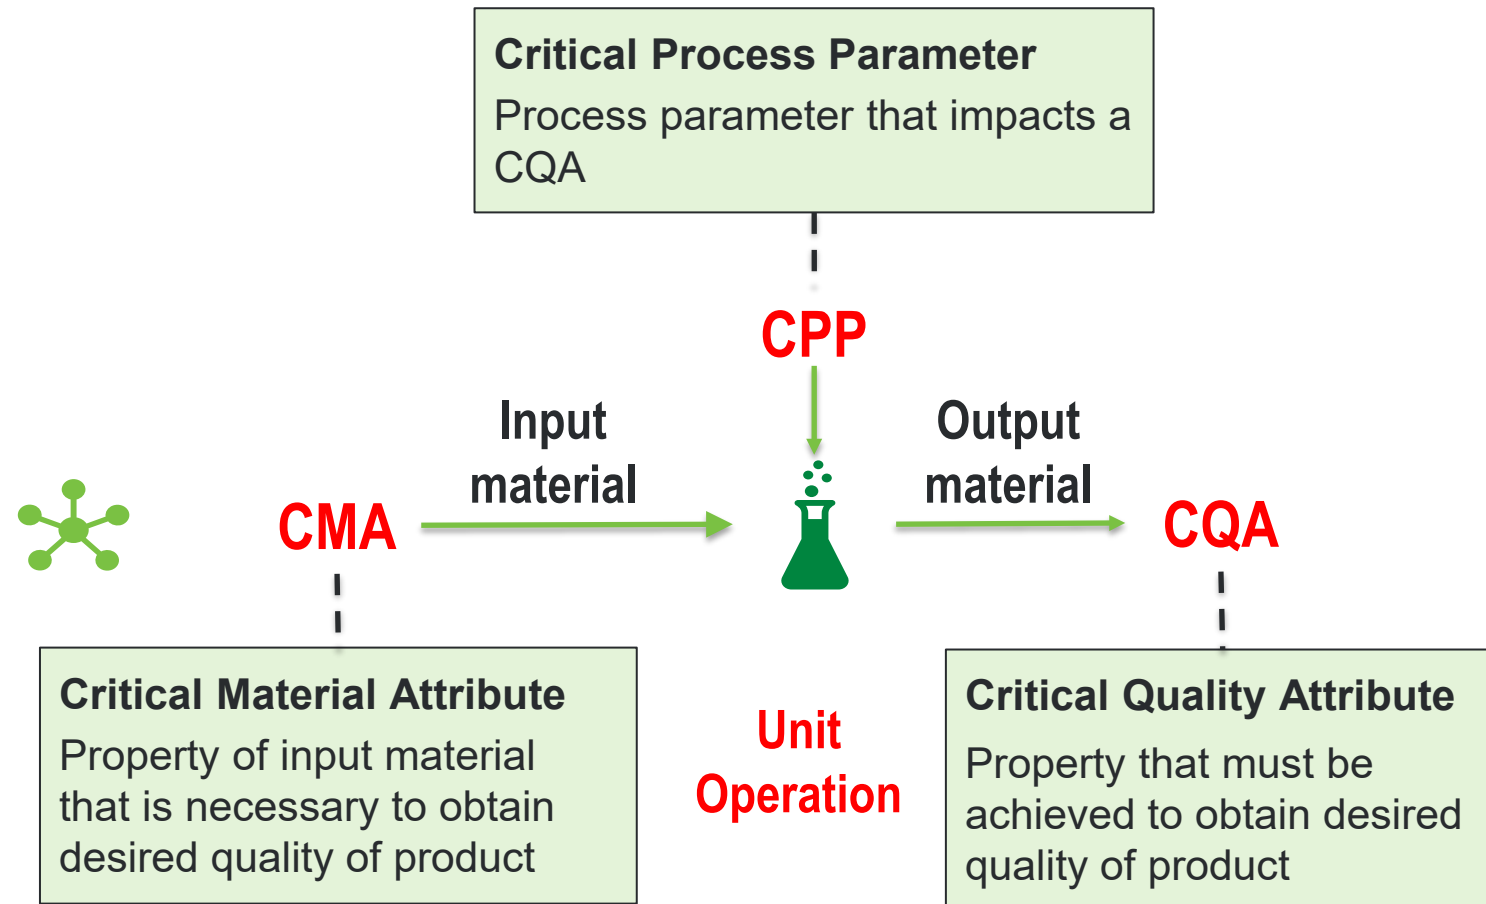 Critical Process Parameter
Process parameter that impacts a
CQA
CPP
Input
material
Output
material
CMA
CQA
Critical Material Attribute
Property of input material
that is necessary to obtain
desired quality of product
Unit
Operation
Critical Quality Attribute
Property that must be
achieved to obtain desired
quality of product